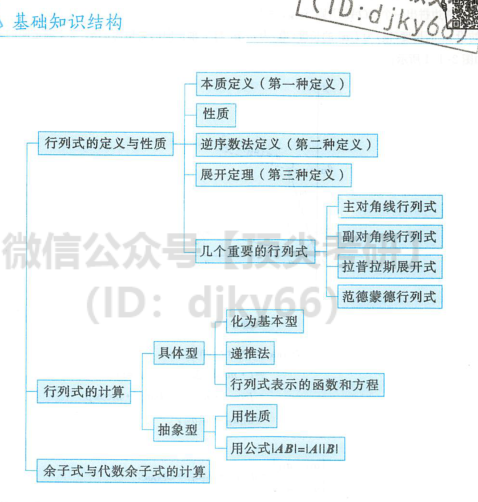 (ID:djky66)
基础知识结构
本质定义(第一种定义)
性质
行列式的定义与性质
逆序数法定义(第二种定义)
展开定理(第三种定义)
主对角线行列式
副对角线行列式
几个重要的行列式
拉普拉斯展开式
范德蒙德行列式
微信公众号【顶尖考研】
(ID: djky66)
化为基本型
具体型
递推法
行列式表示的函数和方程
行列式的计算
用性质
抽象型
用公式|AB|=|A||B|
余子式与代数余子式的计算